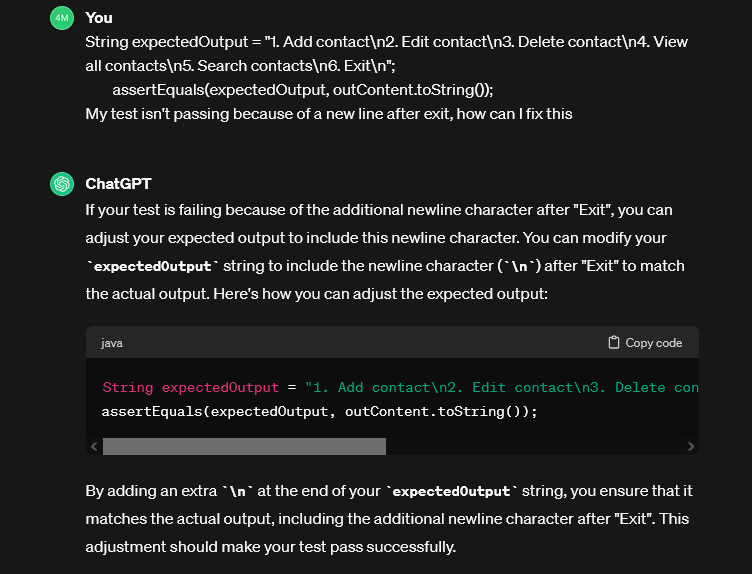 4M You
String expectedOutput = "1. Add contact\n2. Edit contact\n3. Delete contact\n4. View
all contacts\n5. Search contacts\n6. Exit\n";
assertEquals(expectedOutput, outContent.toString());
My test isn't passing because of a new line after exit, how can I fix this
ChatGPT
If your test is failing because of the additional newline character after "Exit", you can
adjust your expected output to include this newline character. You can modify your
`expectedOutput` string to include the newline character (`\n`) after "Exit" to match
the actual output. Here's how you can adjust the expected output:
java Copy code
String expectedOutput = "1. Add contact\n2. Edit contact\n3. Delete con
assertEquals(expectedOutput, outContent.toString());
By adding an extra `\n` at the end of your `expectedOutput` string, you ensure that it
matches the actual output, including the additional newline character after "Exit". This
adjustment should make your test pass successfully.